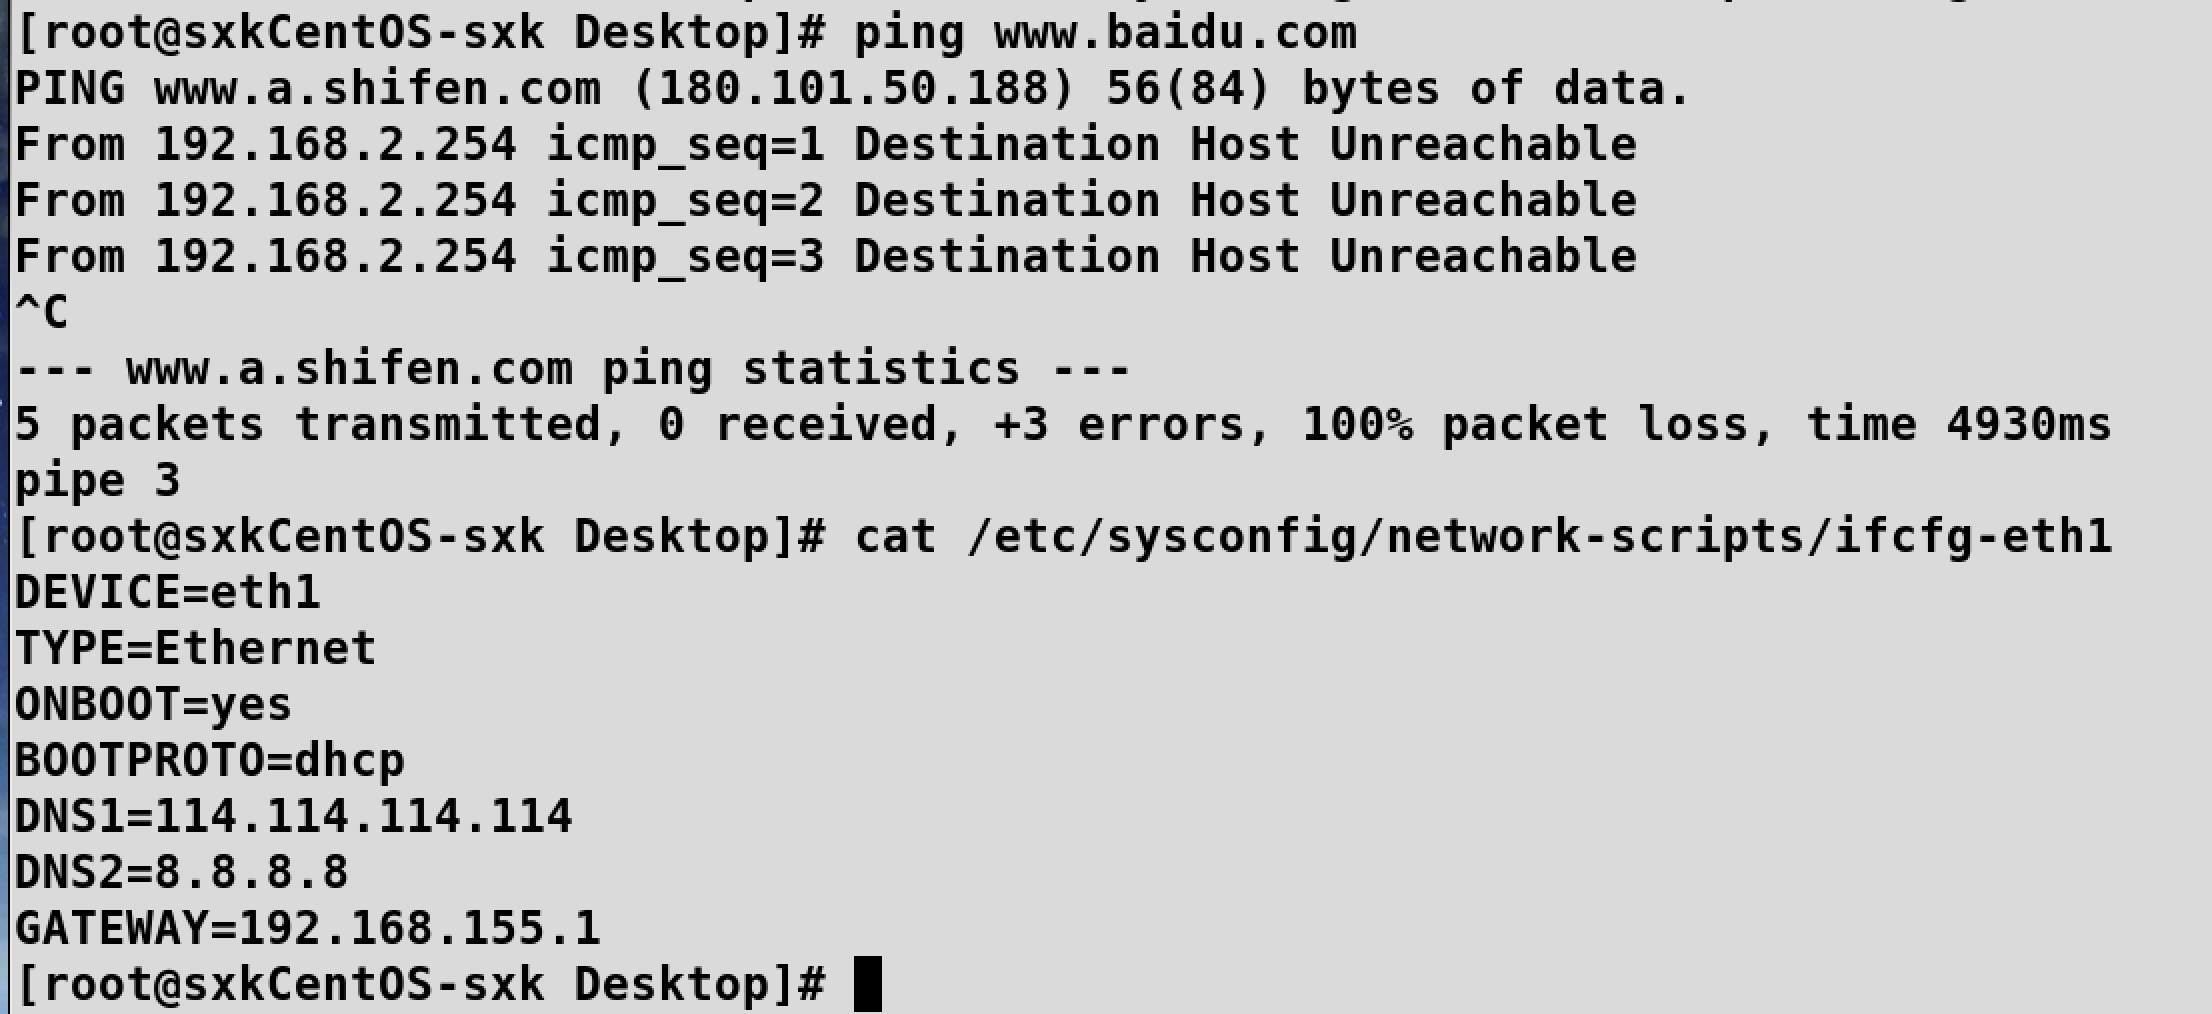 [root@sxkCentOS-sxk Desktop]# ping www.baidu.com
PING www.a.shifen.com (180.101.50.188) 56(84) bytes of data.
From 192.168.2.254 icmp_seq=1 Destination Host Unreachable
From 192.168.2.254 icmp_seq=2 Destination Host Unreachable
From 192.168.2.254 icmp_seq=3 Destination Host Unreachable
^C
--- www.a.shifen.com ping statistics ---
5 packets transmitted, 0 received, +3 errors, 100% packet loss, time 4930ms
pipe 3
[root@sxkCentOS-sxk Desktop]# cat /etc/sysconfig/network-scripts/ifcfg-eth1
DEVICE=eth1
TYPE=Ethernet
ONBOOT=yes
BOOTPROTO=dhcp
DNS1=114.114.114.114
DNS2=8.8.8.8
GATEWAY=192.168.155.1
[root@sxkCentOS-sxk Desktop]#